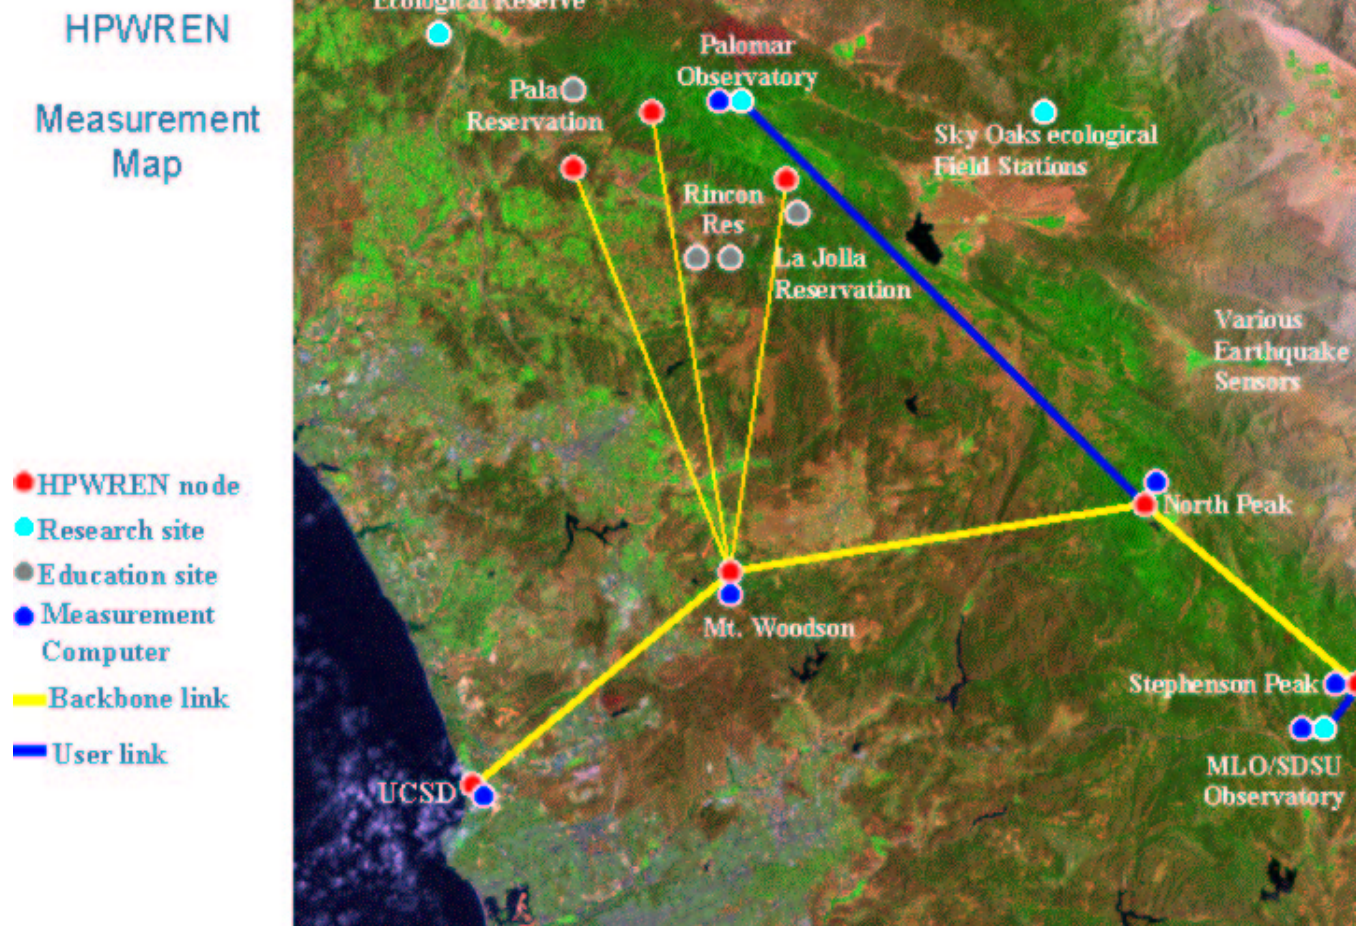 HPWREN
Measurement
Map
HPWREN node
Research site
Education site
Measurement
Computer
Backbone link
User link
Ecological Reserve
Palomar
Observatory
Pala
Reservation
Sky Oaks ecological
Field Stations
Rincon
Res
La Jolla
Reservation
Various
Earthquake
Sensors
North Peak
Mt. Woodson
Stephenson Peak
MLO/SDSU
Observatory
UCSD